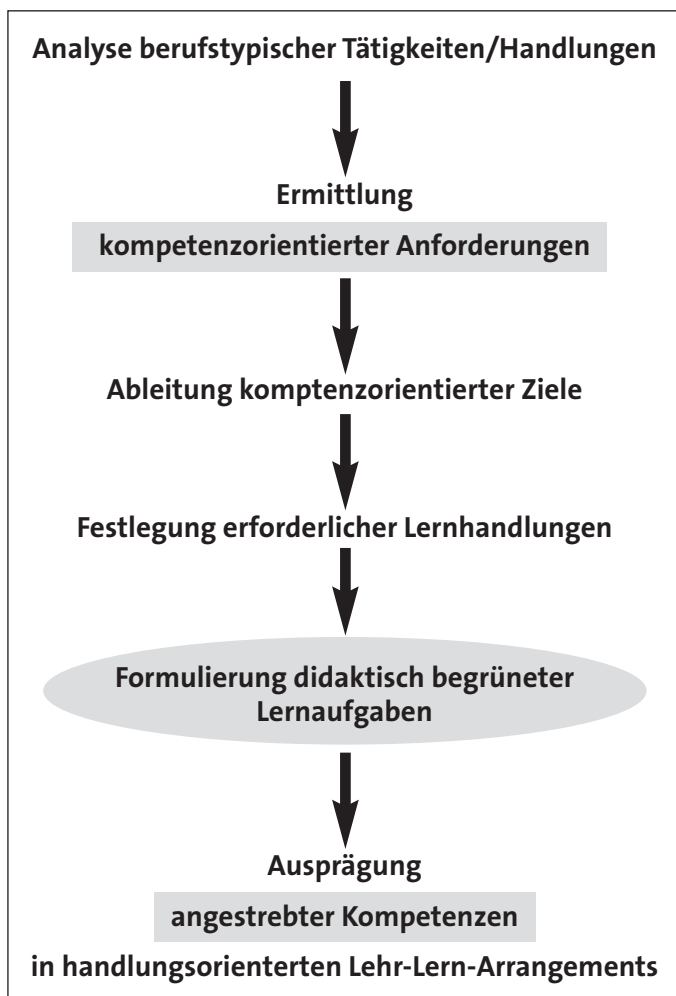 Analyse berufstypischer Tätigkeiten/Handlungen
Ermittlung
kompetenzorientierter Anforderungen
Ableitung komptenzorientierter Ziele
Festlegung erforderlicher Lernhandlungen
Formulierung didaktisch begrüneter
Lernaufgaben
Ausprägung
angestrebter Kompetenzen
in handlungsorienterten Lehr-Lern-Arrangements